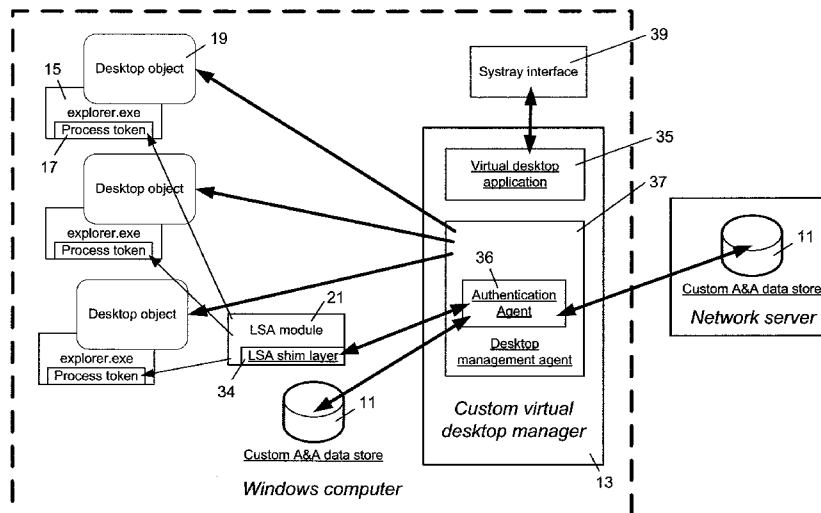 19
39
Desktop object
Systray interface
15
explorer.exe
Process token
17
35
Virtual desktop
application
37
Desktop object
explorer.exe
Process token
36
Authentication
Agent
11
Custom A&A data store
Network server
Desktop object
21
LSA module
LSA shim layer
34
explorer.exe
Process token
Desktop
management agent
11
Custom A&A data store
Custom virtual
desktop manager
13
Windows computer